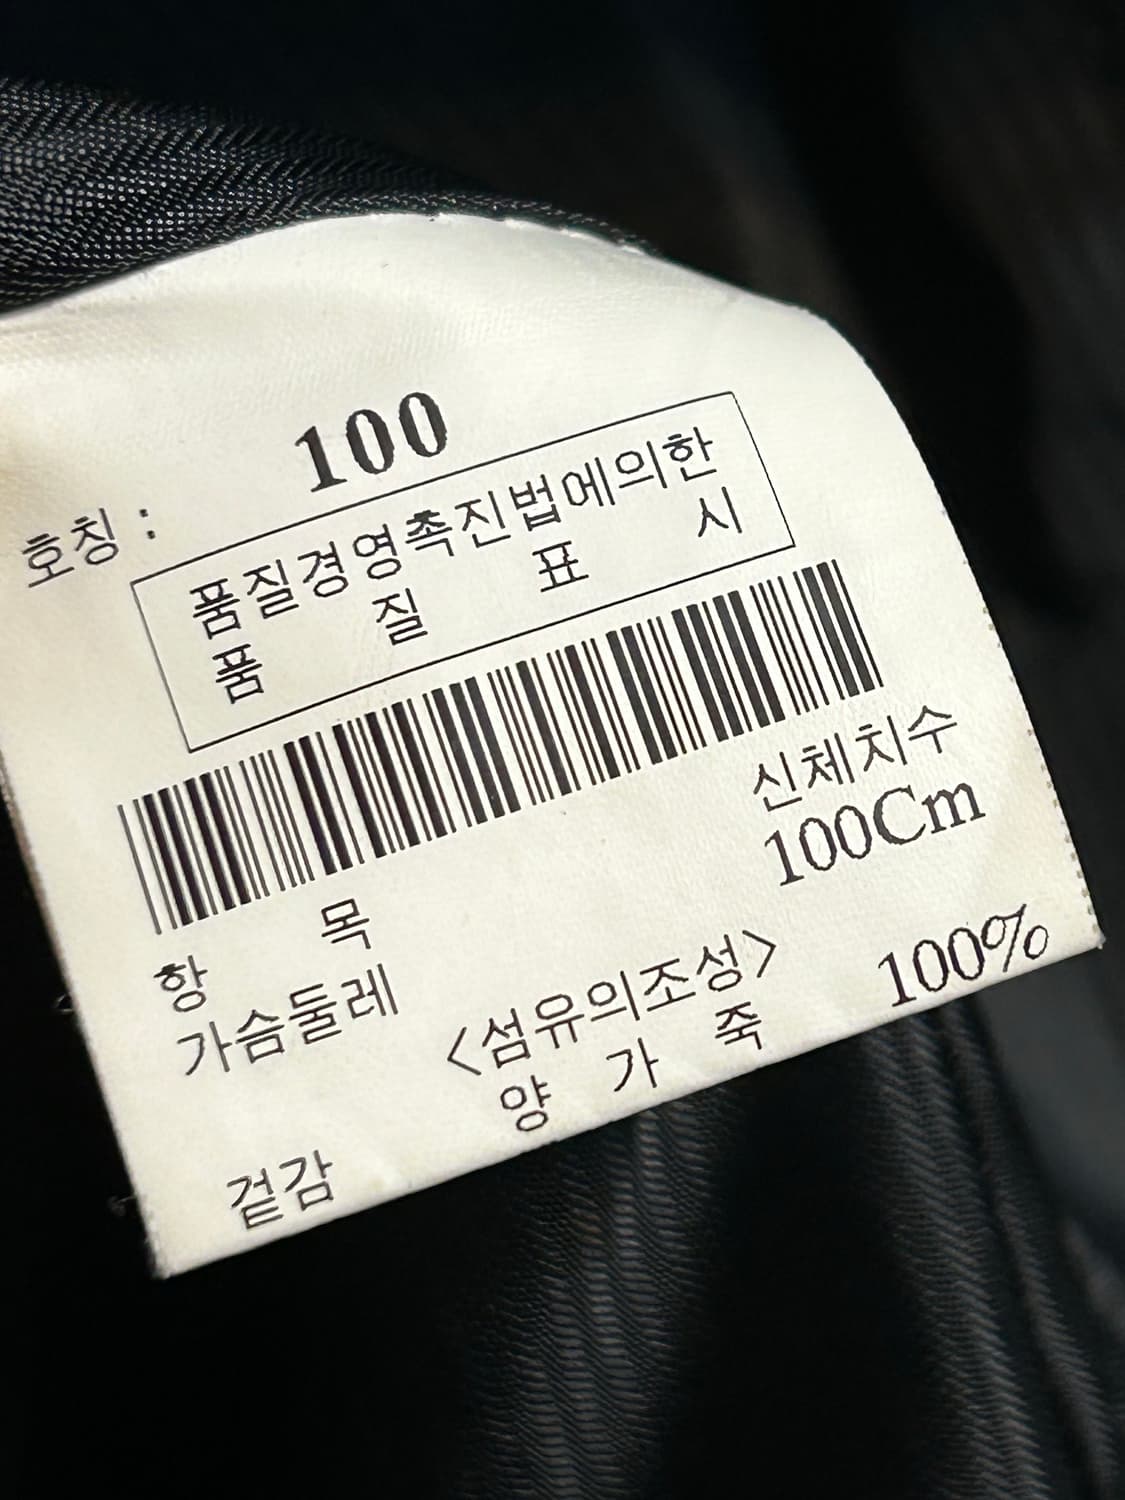 호칭 : 100
품질경영촉진법에의한
품 질 표 시
항 목 신체치수
가슴둘레 100Cm
<섬유의조성>
겉감 양 가 죽 100%